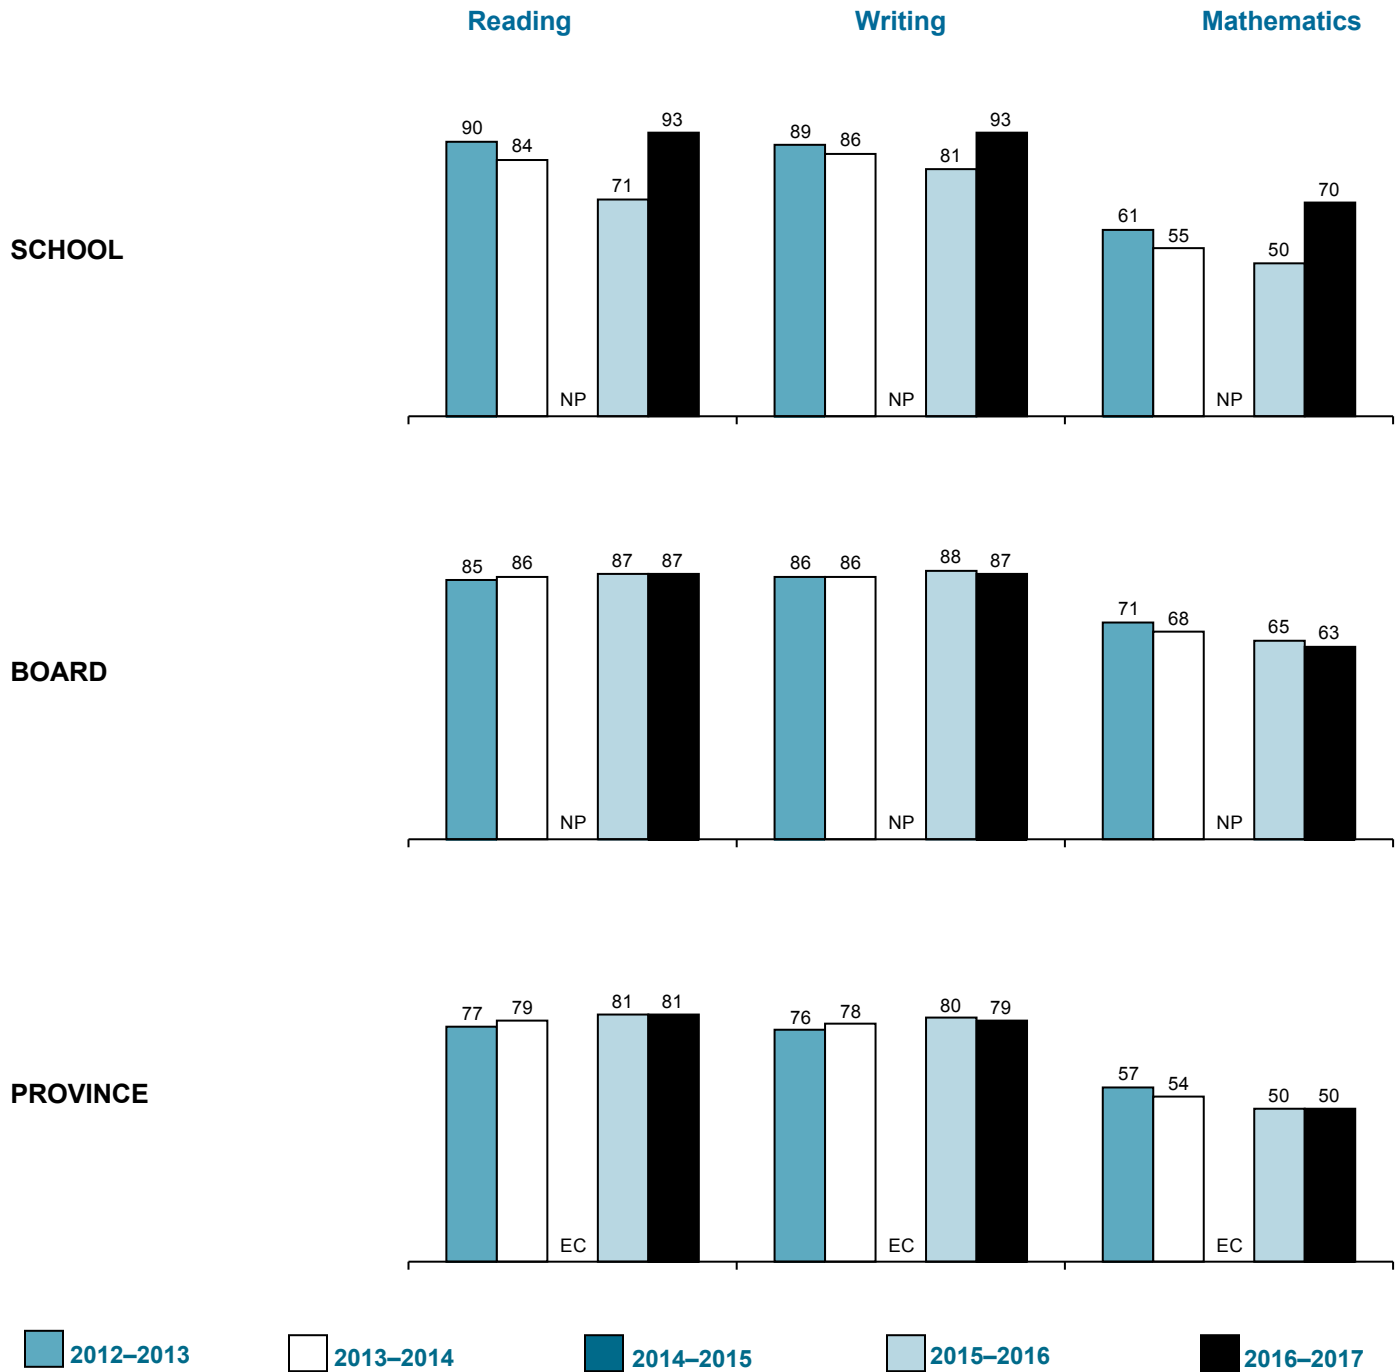 Reading Writing Mathematics
SCHOOL
90 84 NP 71 93 89 86 NP 81 93 61 55 NP 50 70
BOARD
85 86 NP 87 87 86 86 NP 88 87 71 68 NP 65 63
PROVINCE
77 79 EC 81 81 76 78 EC 80 79 57 54 EC 50 50
2012–2013 2013–2014 2014–2015 2015–2016 2016–2017